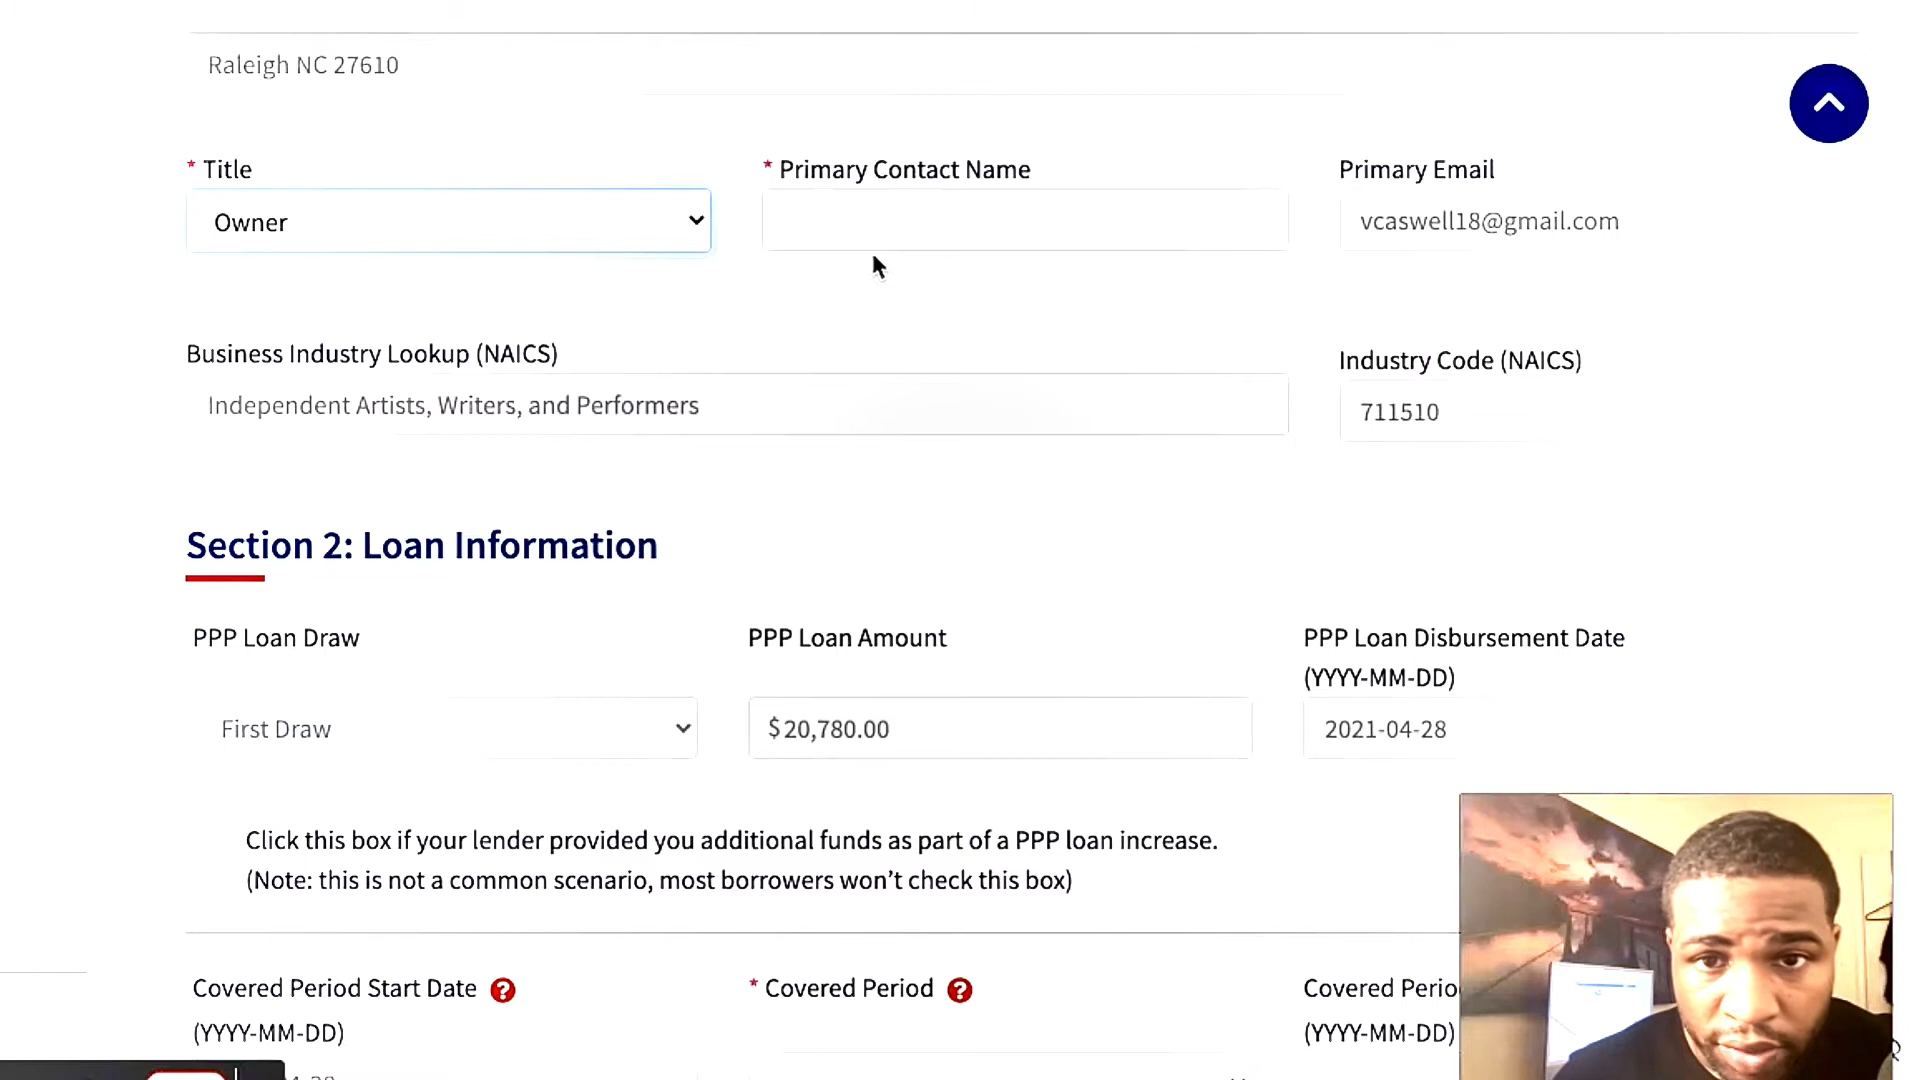 Raleigh NC 27610
* Title
* Primary Contact Name
Primary Email
Owner
vcaswell18@gmail.com
Business Industry Lookup (NAICS)
Industry Code (NAICS)
Independent Artists, Writers, and Performers
711510
Section 2: Loan Information
PPP Loan Draw
PPP Loan Amount
PPP Loan Disbursement Date
(YYYY-MM-DD)
First Draw
$ 20,780.00
2021-04-28
Click this box if your lender provided you additional funds as part of a PPP loan increase.
(Note: this is not a common scenario, most borrowers won't check this box)
Covered Period Start Date ?
(YYYY-MM-DD)
* Covered Period ?
Covered Perio
(YYYY-MM-DD)